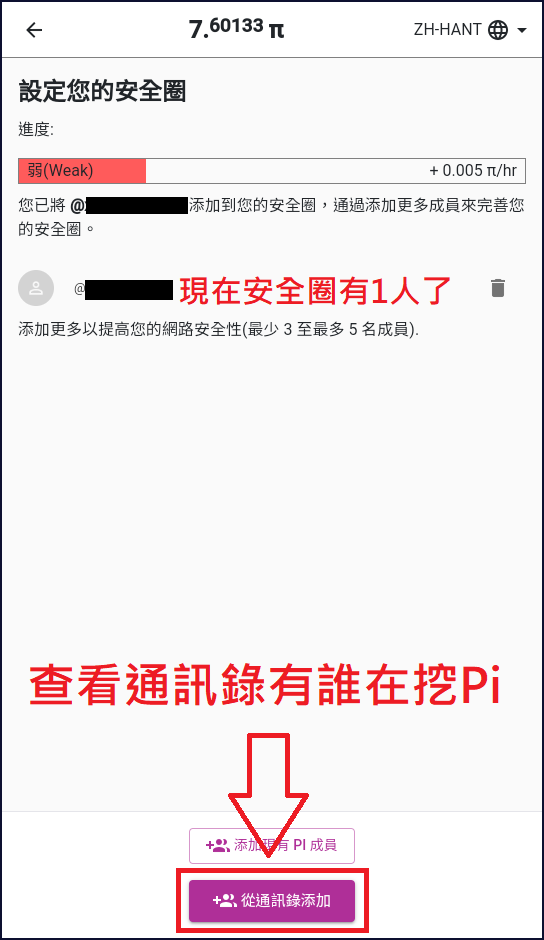 7.60133 π
ZH-HANT
設定您的安全圈
進度:
弱(Weak)
+ 0.005 π/hr
您已將 @添加到您的安全圈，通過添加更多成員來完善您
的安全圈。
@
現在安全圈有1人了
添加更多以提高您的網路安全性(最少 3 至最多 5 名成員).
查看通訊錄有誰在挖Pi
添加現有 PI 成員
從通訊錄添加